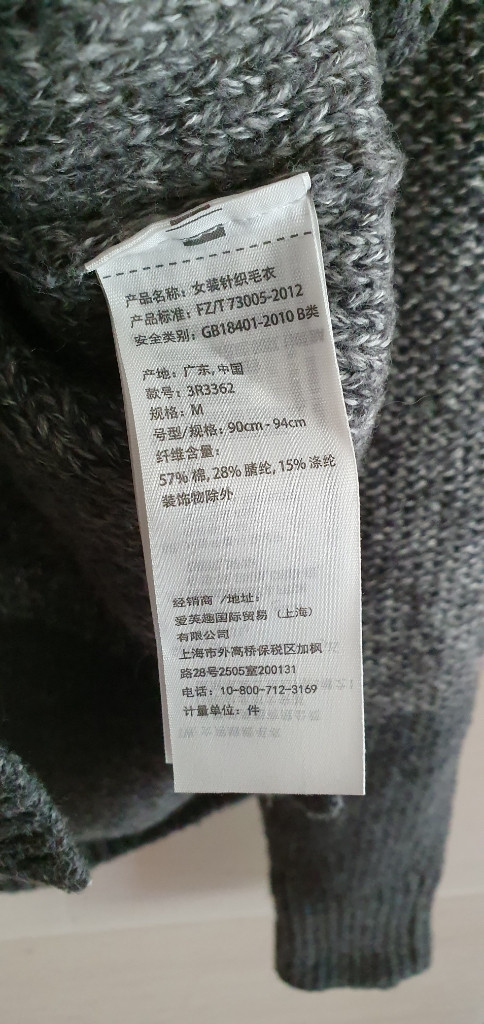 产品名称：女装针织毛衣
产品标准：FZ/T 73005-2012
安全类别：GB18401-2010 B类
产地：广东, 中国
款号：3R3362
规格：M
号型/规格：90cm - 94cm
纤维含量：
57% 棉, 28% 腈纶, 15% 涤纶
装饰物除外
经销商 /地址：
爱芙趣国际贸易（上海）
有限公司
上海市外高桥保税区加枫
路28号2505室200131
电话：10-800-712-3169
计量单位：件